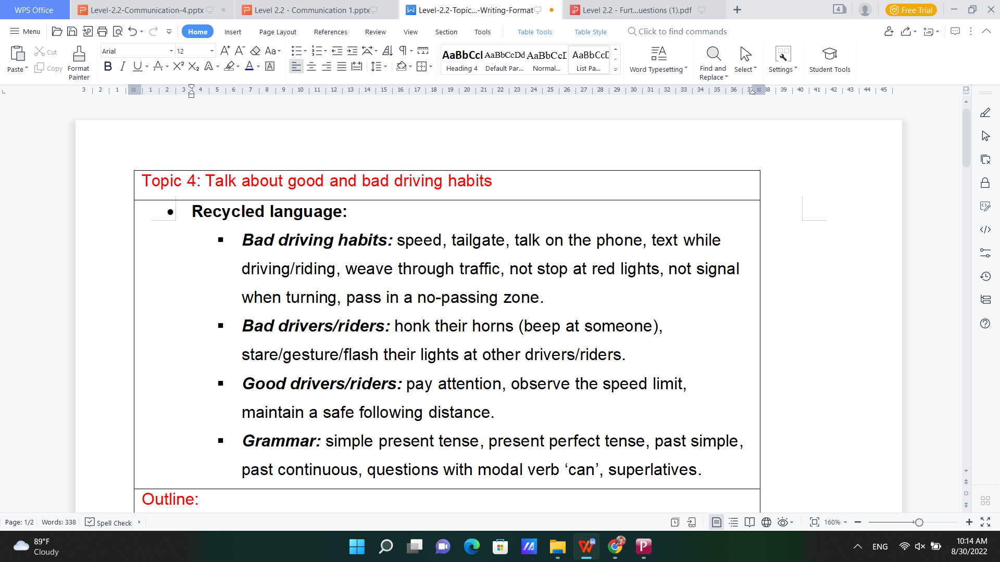 WPS Office
Level-2.2-Communication-4.pptx
Level 2.2 - Communication 1.pptx
Level-2.2-Topic...-Writing-Format
Level 2.2 - Furt...uestions (1).pdf
4
Free Trial
Menu
Home
Insert
Page Layout
References
Review
View
Section
Tools
Table Tools
Table Style
Click to find commands
Paste
Cut
Copy
Format Painter
Arial
12
AaBbCcI
Heading 4
AaBbCcDd
Default Par...
AaBbCcD
Normal...
AaBbCcD
List Pa...
Word Typesetting
Find and Replace
Select
Settings
Student Tools
3 2 1 1 2 3 4 5 6 7 8 9 10 11 12 13 14 15 16 17 18 19 20 21 22 23 24 25 26 27 28 29 30 31 32 33 34 35 36 37 38 39 40 41 42 43 44 45
Topic 4: Talk about good and bad driving habits
• Recycled language:
▪ Bad driving habits: speed, tailgate, talk on the phone, text while
driving/riding, weave through traffic, not stop at red lights, not signal
when turning, pass in a no-passing zone.
▪ Bad drivers/riders: honk their horns (beep at someone),
stare/gesture/flash their lights at other drivers/riders.
▪ Good drivers/riders: pay attention, observe the speed limit,
maintain a safe following distance.
▪ Grammar: simple present tense, present perfect tense, past simple,
past continuous, questions with modal verb ‘can’, superlatives.
Outline:
Page: 1/2 Words: 338 Spell Check
160%
89°F
Cloudy
ENG
10:14 AM
8/30/2022